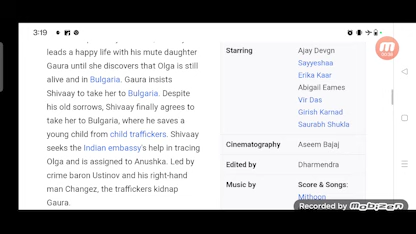 3:19
leads a happy life with his mute daughter
Gaura until she discovers that Olga is still
alive and in Bulgaria. Gaura insists
Shivaay to take her to Bulgaria. Despite
his old sorrows, Shivaay finally agrees to
take her to Bulgaria, where he saves a
young child from child traffickers. Shivaay
seeks the Indian embassy's help in tracing
Olga and is assigned to Anushka. Led by
crime baron Ustinov and his right-hand
man Changez, the traffickers kidnap
Gaura.
Starring
Ajay Devgn
Sayyeshaa
Erika Kaar
Abigail Eames
Vir Das
Girish Karnad
Saurabh Shukla
Cinematography
Aseem Bajaj
Edited by
Dharmendra
Music by
Score & Songs:
Mithoon
Recorded by Mobizen